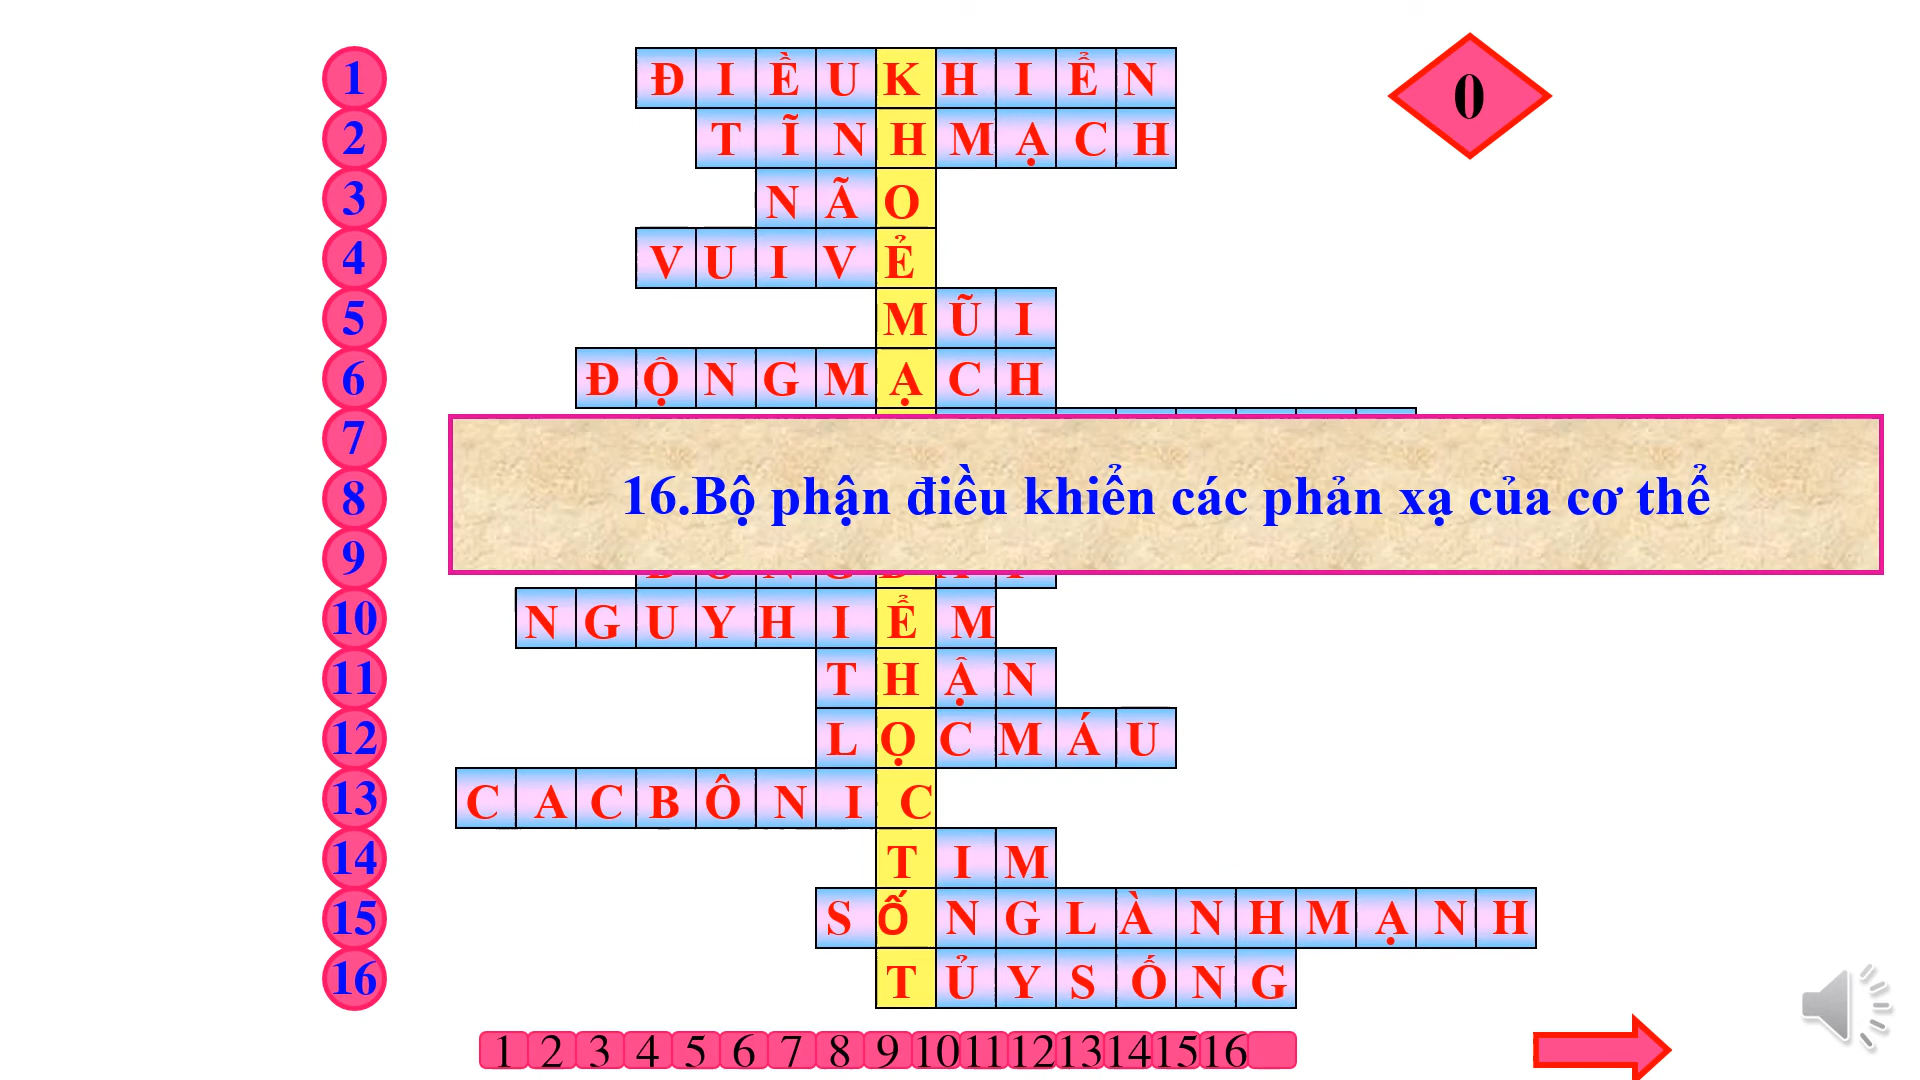 1 ĐIỀUKHIỂN 0
2 TĨNHMẠCH
3 NÃO
4 VUIVẺ
5 MŨI
6 ĐỘNGMẠCH
7
8 16.Bộ phận điều khiển các phản xạ của cơ thể
9
10 NGUYHIỂM
11 THẬN
12 LỌCMÁU
13 CACBÔNIC
14 TIM
15 SỐNGLÀNHMẠNH
16 TỦYSỐNG
1 2 3 4 5 6 7 8 9 10 11 12 13 14 15 16